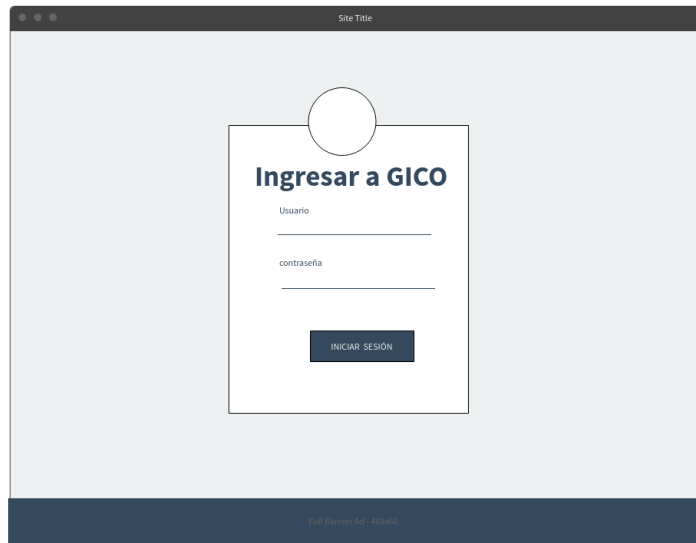 Site Title
Ingresar a GICO
Usuario
contraseña
INICIAR SESIÓN
Full Banner Ad - 468x60